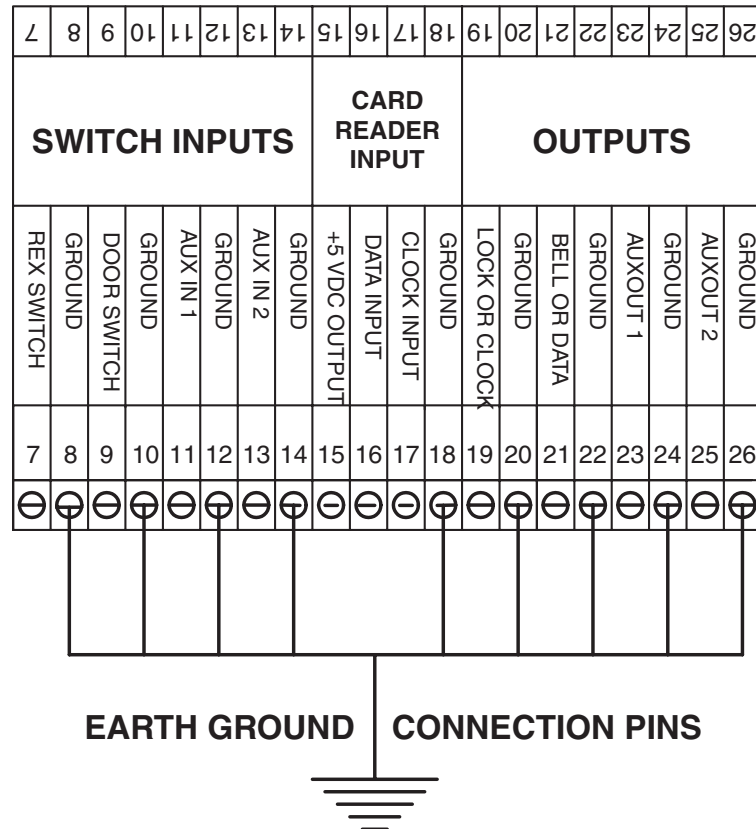 7 8 9 10 11 12 13 14 15 16 17 18 19 20 21 22 23 24 25 26
SWITCH INPUTS
CARD
READER
INPUT
OUTPUTS
REX SWITCH
GROUND
DOOR SWITCH
GROUND
AUX IN 1
GROUND
AUX IN 2
GROUND
+5 VDC OUTPUT
DATA INPUT
CLOCK INPUT
GROUND
LOCK OR CLOCK
GROUND
BELL OR DATA
GROUND
AUXOUT 1
GROUND
AUXOUT 2
GROUND
7 8 9 10 11 12 13 14 15 16 17 18 19 20 21 22 23 24 25 26
EARTH GROUND CONNECTION PINS